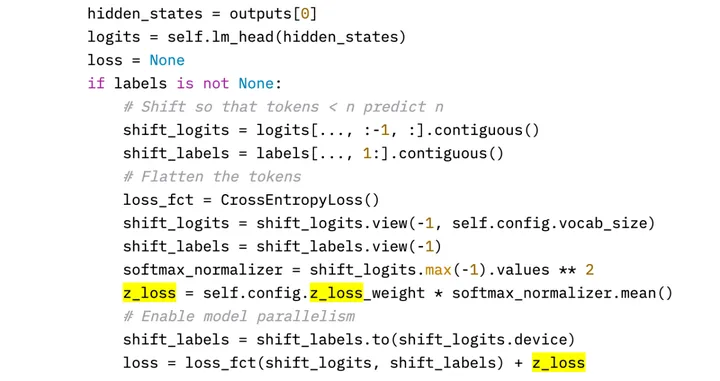 hidden_states = outputs[0]
logits = self.lm_head(hidden_states)
loss = None
if labels is not None:
# Shift so that tokens < n predict n
shift_logits = logits[..., :-1, :].contiguous()
shift_labels = labels[..., 1:].contiguous()
# Flatten the tokens
loss_fct = CrossEntropyLoss()
shift_logits = shift_logits.view(-1, self.config.vocab_size)
shift_labels = shift_labels.view(-1)
softmax_normalizer = shift_logits.max(-1).values ** 2
z_loss = self.config.z_loss_weight * softmax_normalizer.mean()
# Enable model parallelism
shift_labels = shift_labels.to(shift_logits.device)
loss = loss_fct(shift_logits, shift_labels) + z_loss